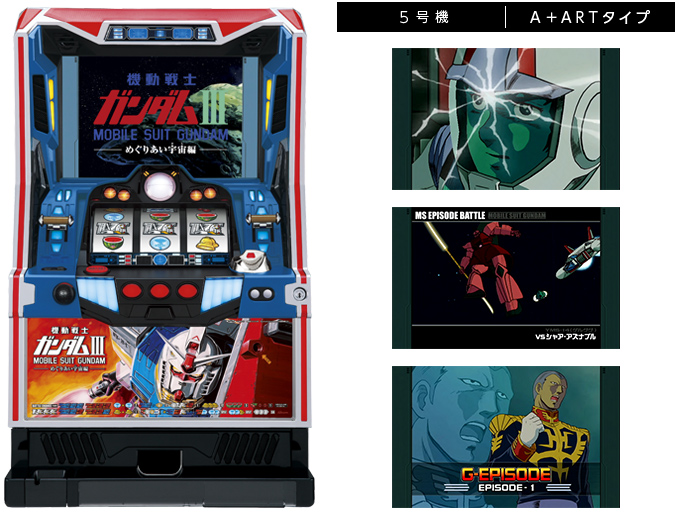 5号機
A+ARTタイプ
機動戦士
ガンダムⅢ
MOBILE SUIT GUNDAM
―めぐりあい宇宙編―
MS EPISODE BATTLE
MOBILE SUIT GUNDAM
VSシャア・アズナブル
機動戦士
ガンダムⅢ
MOBILE SUIT GUNDAM
―めぐりあい宇宙編―
G-EPISODE
EPISODE-1